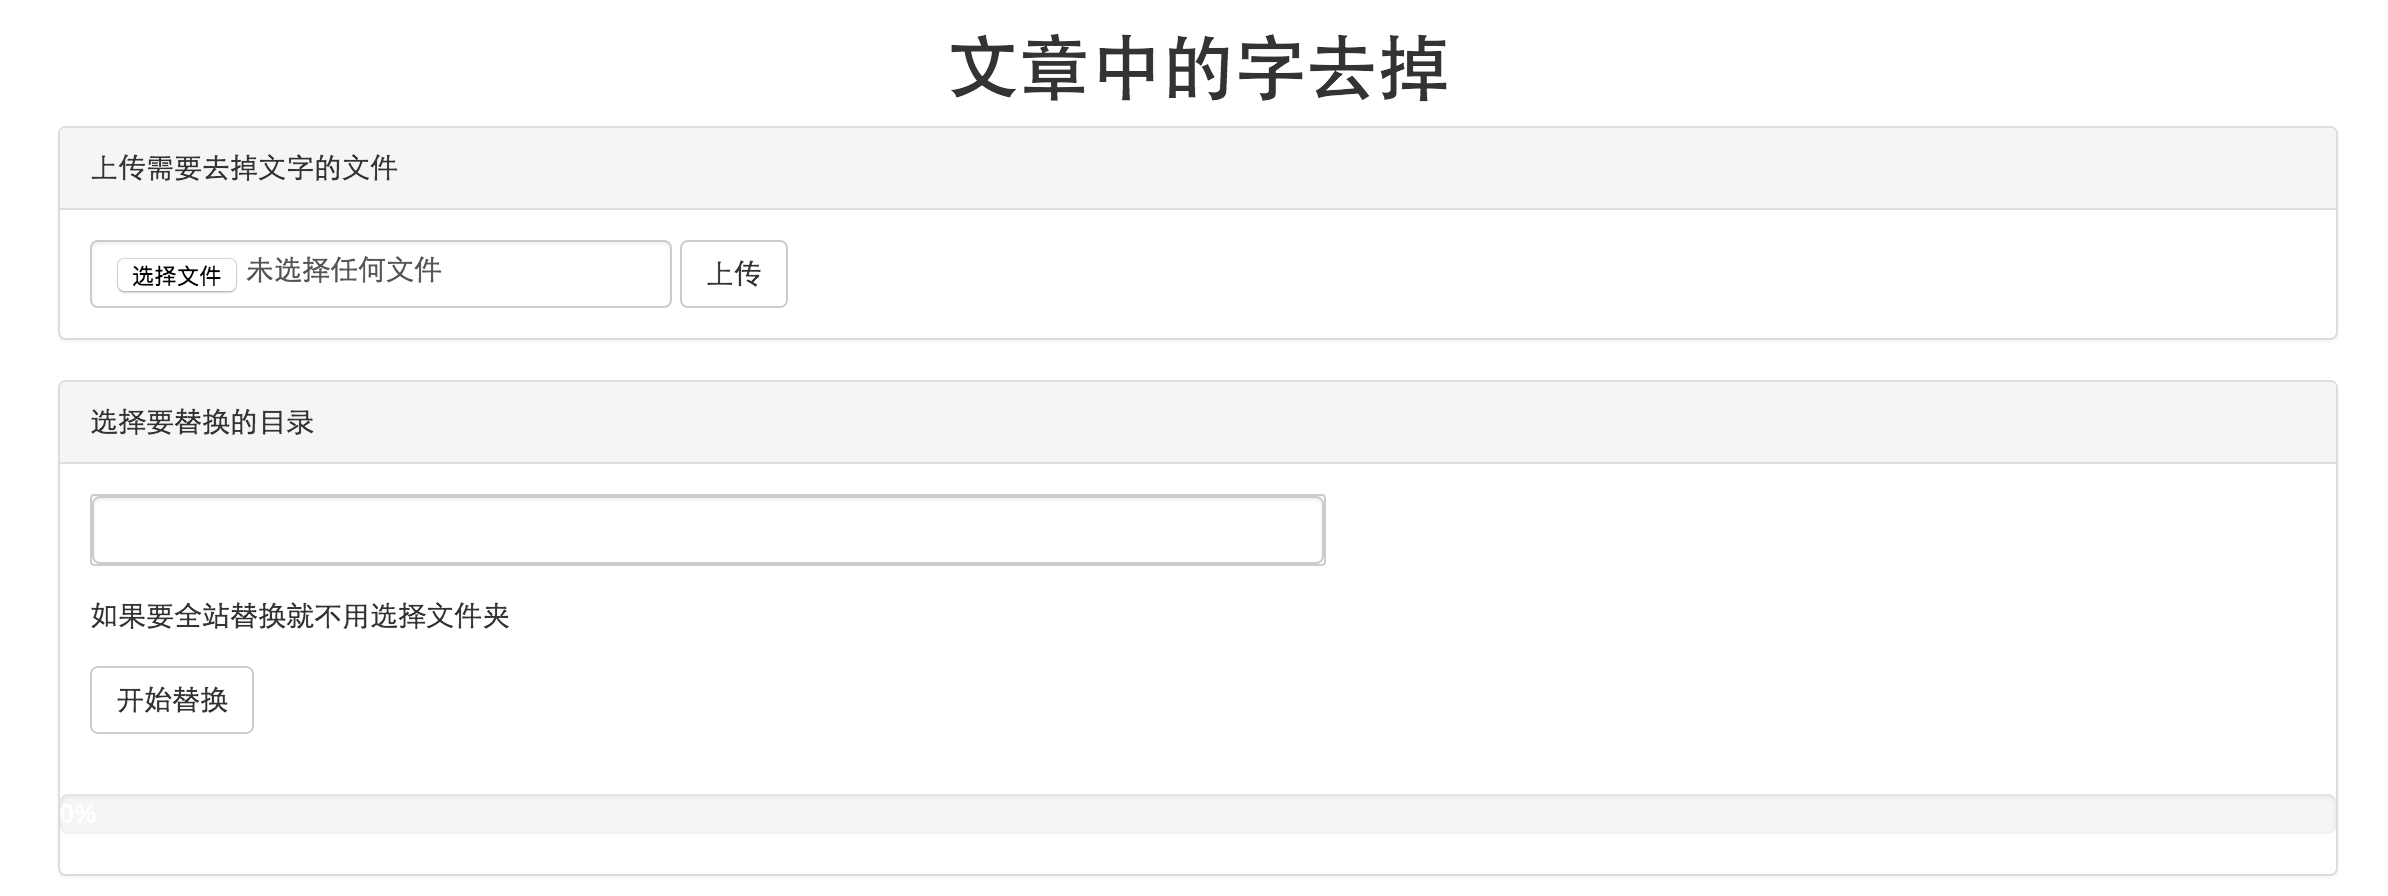 文章中的字去掉
上传需要去掉文字的文件
选择文件 未选择任何文件 上传
选择要替换的目录
如果要全站替换就不用选择文件夹
开始替换
0%